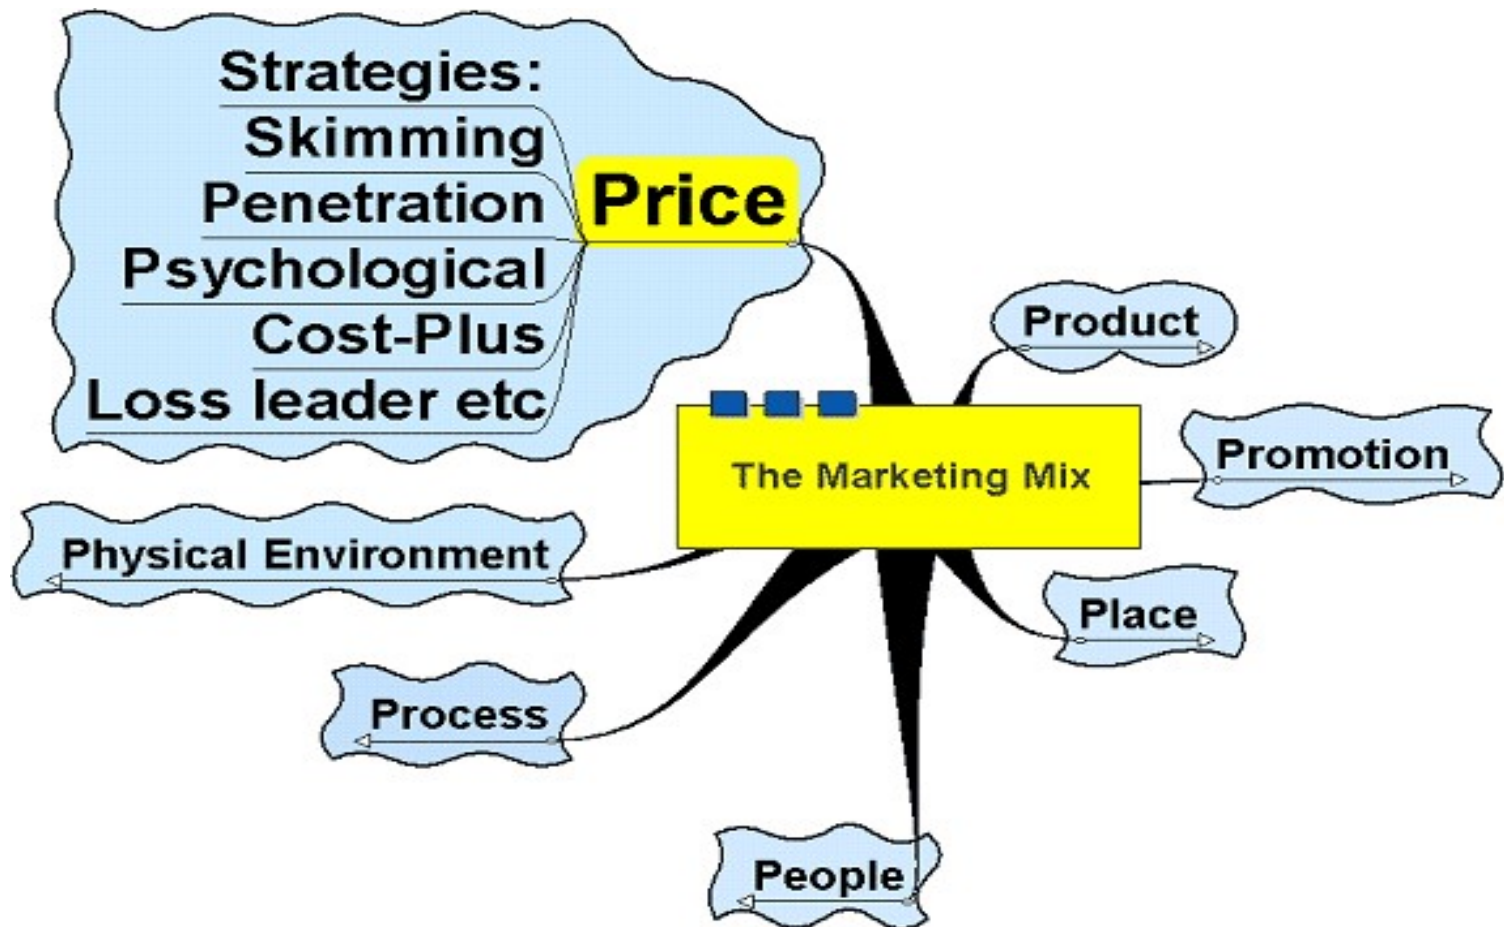 Strategies:
Skimming
Penetration
Psychological
Cost-Plus
Loss leader etc
Price
Product
The Marketing Mix
Promotion
Physical Environment
Place
Process
People